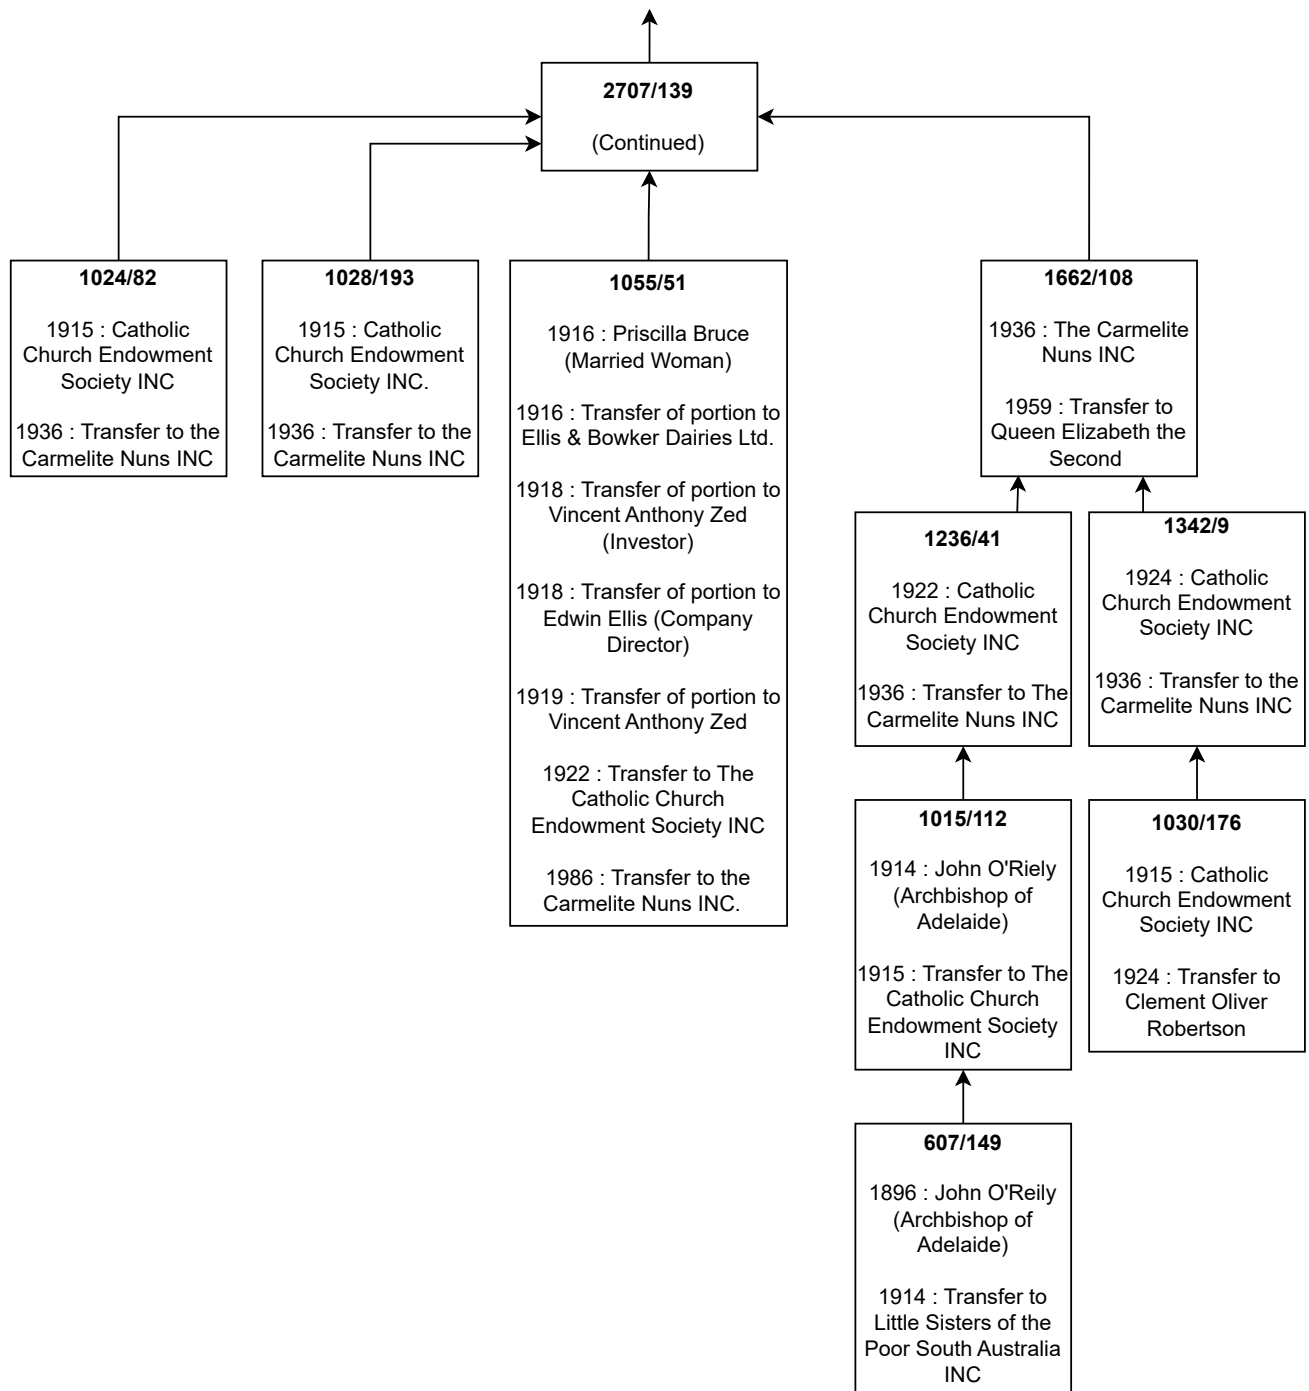 2707/139
(Continued)
1024/82
1915 : Catholic
Church Endowment
Society INC
1936 : Transfer to the
Carmelite Nuns INC
1028/193
1915 : Catholic
Church Endowment
Society INC.
1936 : Transfer to the
Carmelite Nuns INC
1055/51
1916 : Priscilla Bruce
(Married Woman)
1916 : Transfer of portion to
Ellis & Bowker Dairies Ltd.
1918 : Transfer of portion to
Vincent Anthony Zed
(Investor)
1918 : Transfer of portion to
Edwin Ellis (Company
Director)
1919 : Transfer of portion to
Vincent Anthony Zed
1922 : Transfer to The
Catholic Church
Endowment Society INC
1986 : Transfer to the
Carmelite Nuns INC.
1662/108
1936 : The Carmelite
Nuns INC
1959 : Transfer to
Queen Elizabeth the
Second
1236/41
1922 : Catholic
Church Endowment
Society INC
1936 : Transfer to The
Carmelite Nuns INC
1342/9
1924 : Catholic
Church Endowment
Society INC
1936 : Transfer to the
Carmelite Nuns INC
1015/112
1914 : John O'Riely
(Archbishop of
Adelaide)
1915 : Transfer to The
Catholic Church
Endowment Society
INC
1030/176
1915 : Catholic
Church Endowment
Society INC
1924 : Transfer to
Clement Oliver
Robertson
607/149
1896 : John O'Reily
(Archbishop of
Adelaide)
1914 : Transfer to
Little Sisters of the
Poor South Australia
INC